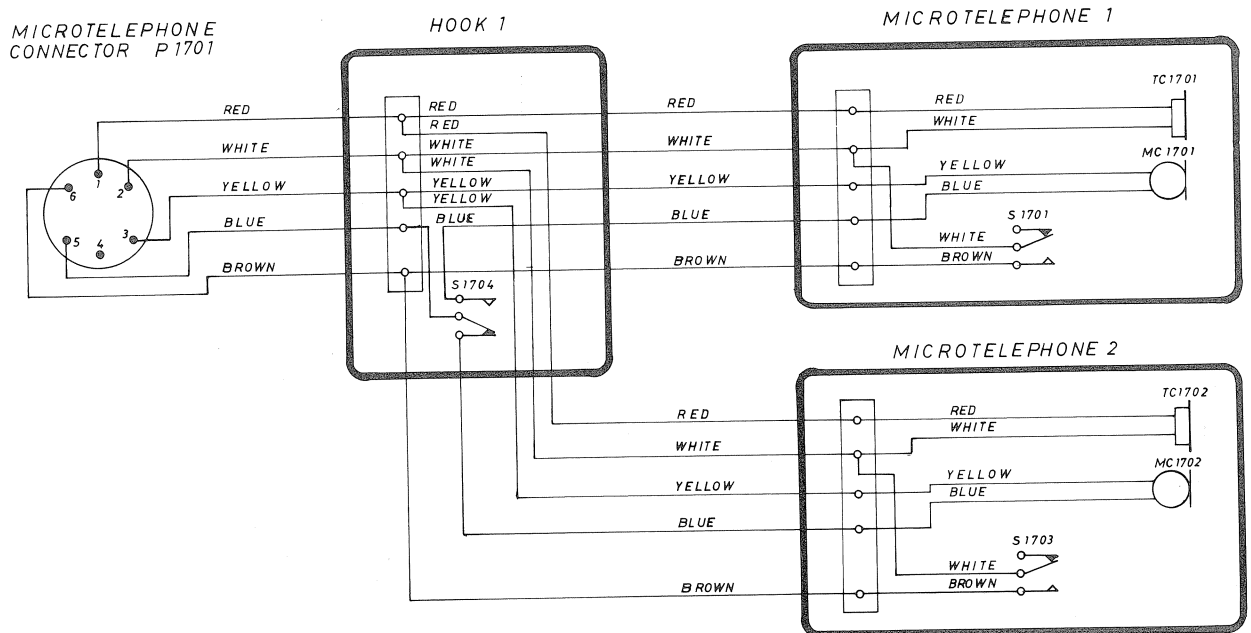 MICROTELEPHONE
CONNECTOR P1701
HOOK 1
MICROTELEPHONE 1
RED
WHITE
YELLOW
BLUE
BROWN
1
2
3
4
5
6
RED
RED
WHITE
WHITE
YELLOW
YELLOW
BLUE
S1704
RED
WHITE
YELLOW
BLUE
BROWN
TC1701
RED
WHITE
MC1701
YELLOW
BLUE
S1701
WHITE
BROWN
MICROTELEPHONE 2
RED
WHITE
YELLOW
BLUE
BROWN
TC1702
RED
WHITE
MC1702
YELLOW
BLUE
S1703
WHITE
BROWN